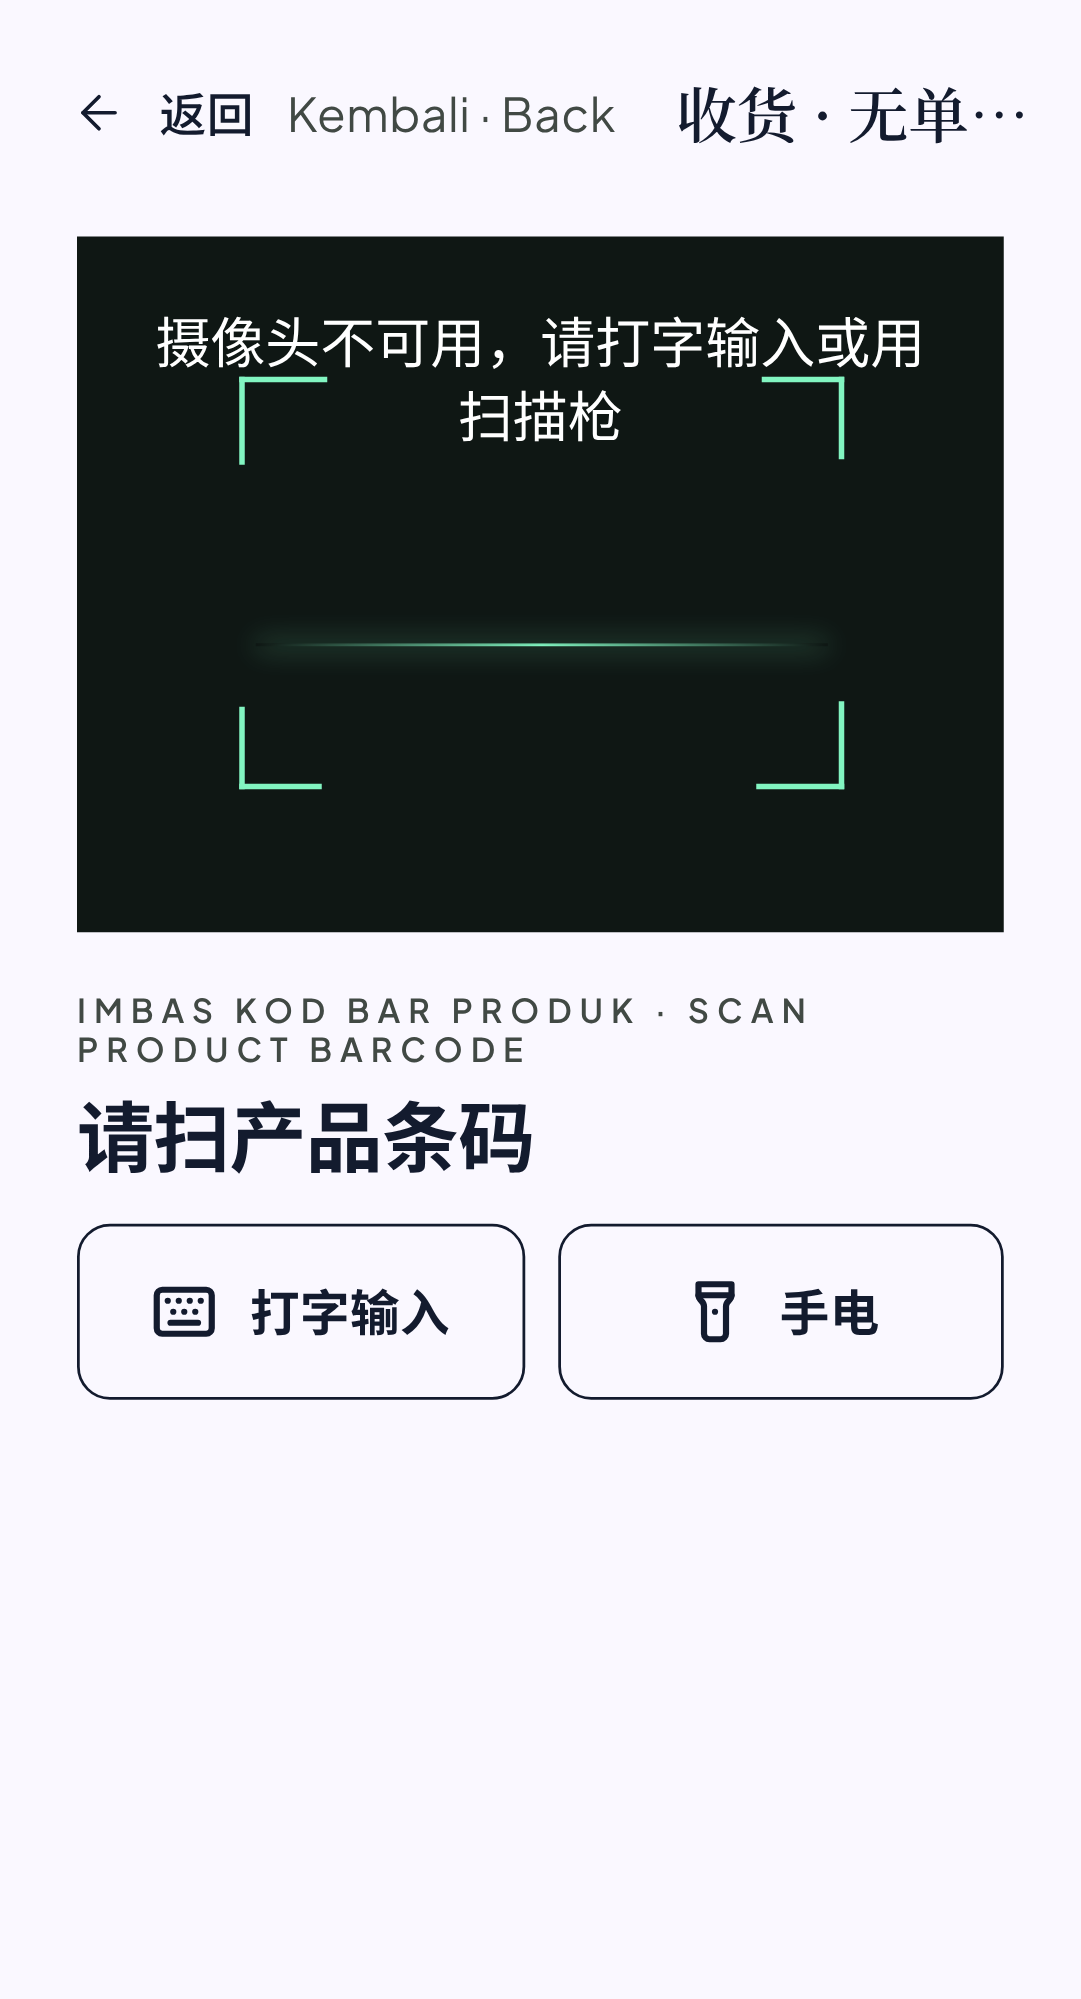 返回 Kembali · Back 收货 · 无单…
摄像头不可用，请打字输入或用
扫描枪
IMBAS KOD BAR PRODUK · SCAN
PRODUCT BARCODE
请扫产品条码
打字输入 手电